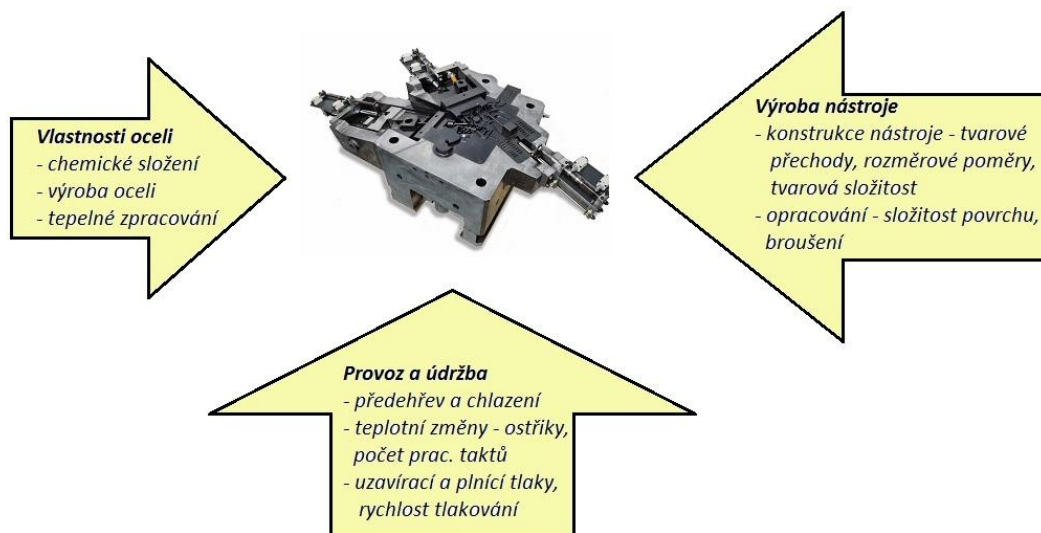 Vlastnosti oceli
- chemické složení
- výroba oceli
- tepelné zpracování
Výroba nástroje
- konstrukce nástroje - tvarové
přechody, rozměrové poměry,
tvarová složitost
- opracování - složitost povrchu,
broušení
Provoz a údržba
- předehřev a chlazení
- teplotní změny - ostřiky,
počet prac. taktů
- uzavírací a plnící tlaky,
rychlost tlakování